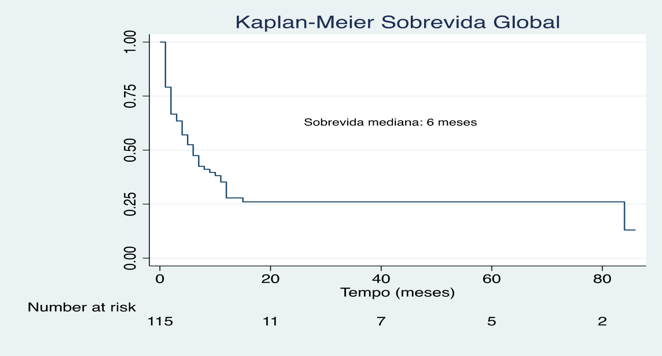 Kaplan-Meier Sobrevida Global
1.00
0.75
0.50
0.25
0.00
Sobrevida mediana: 6 meses
0 20 40 60 80
Tempo (meses)
Number at risk
115 11 7 5 2